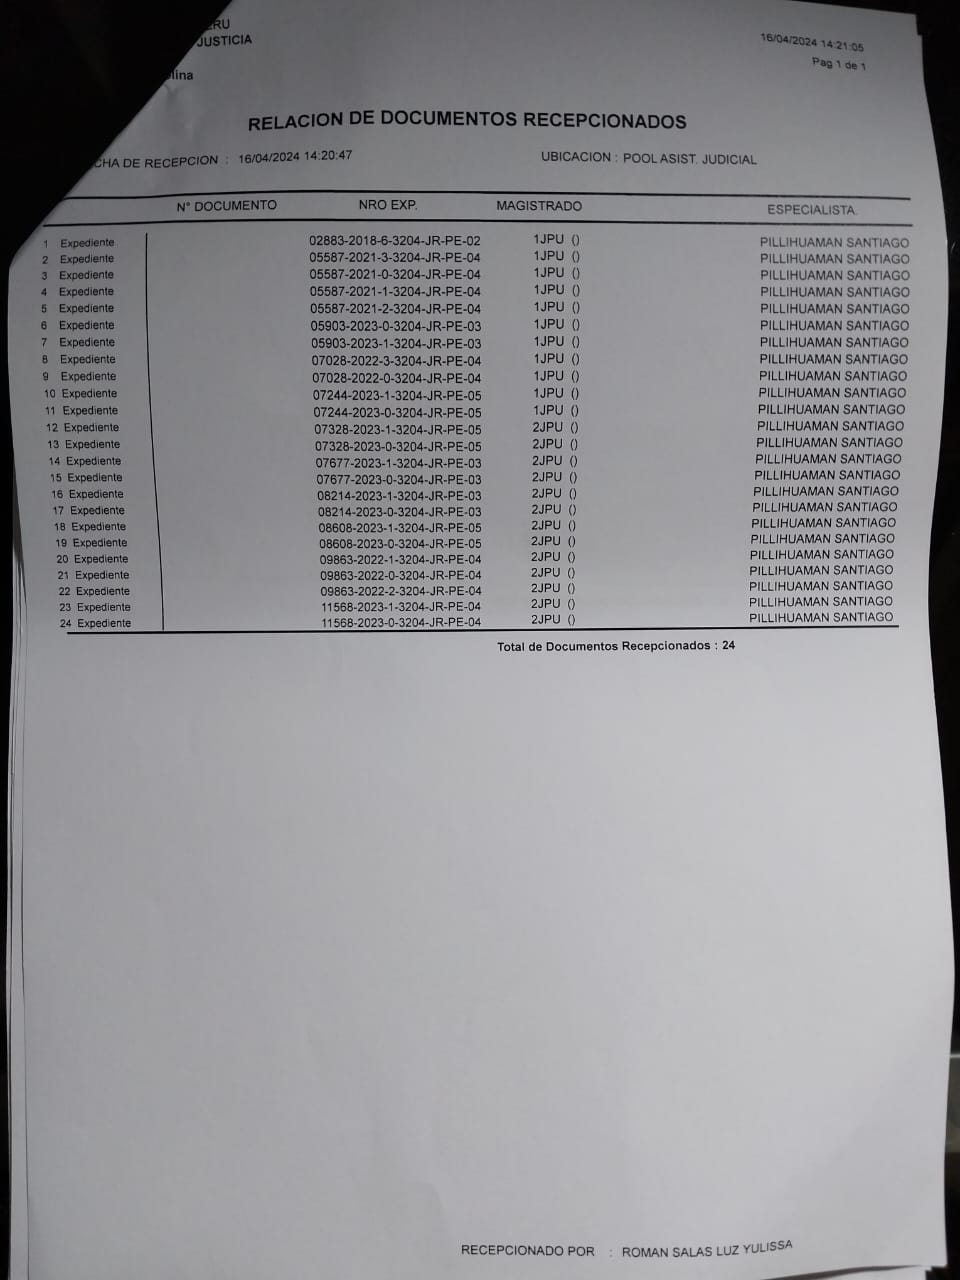 JUSTICIA
16/04/2024 14:21:05
Pag 1 de 1
RELACION DE DOCUMENTOS RECEPCIONADOS
DE RECEPCION : 16/04/2024 14:20:47 UBICACION : POOL ASIST. JUDICIAL
N° DOCUMENTO NRO EXP. MAGISTRADO ESPECIALISTA
1 Expediente 02883-2018-6-3204-JR-PE-02 1JPU () PILLIHUAMAN SANTIAGO
2 Expediente 05587-2021-3-3204-JR-PE-04 1JPU () PILLIHUAMAN SANTIAGO
3 Expediente 05587-2021-0-3204-JR-PE-04 1JPU () PILLIHUAMAN SANTIAGO
4 Expediente 05587-2021-1-3204-JR-PE-04 1JPU () PILLIHUAMAN SANTIAGO
5 Expediente 05587-2021-2-3204-JR-PE-04 1JPU () PILLIHUAMAN SANTIAGO
6 Expediente 05903-2023-0-3204-JR-PE-03 1JPU () PILLIHUAMAN SANTIAGO
7 Expediente 05903-2023-1-3204-JR-PE-03 1JPU () PILLIHUAMAN SANTIAGO
8 Expediente 07028-2022-3-3204-JR-PE-04 1JPU () PILLIHUAMAN SANTIAGO
9 Expediente 07028-2022-0-3204-JR-PE-04 1JPU () PILLIHUAMAN SANTIAGO
10 Expediente 07244-2023-1-3204-JR-PE-05 1JPU () PILLIHUAMAN SANTIAGO
11 Expediente 07244-2023-0-3204-JR-PE-05 1JPU () PILLIHUAMAN SANTIAGO
12 Expediente 07328-2023-1-3204-JR-PE-05 2JPU () PILLIHUAMAN SANTIAGO
13 Expediente 07328-2023-0-3204-JR-PE-05 2JPU () PILLIHUAMAN SANTIAGO
14 Expediente 07677-2023-1-3204-JR-PE-03 2JPU () PILLIHUAMAN SANTIAGO
15 Expediente 07677-2023-0-3204-JR-PE-03 2JPU () PILLIHUAMAN SANTIAGO
16 Expediente 08214-2023-1-3204-JR-PE-03 2JPU () PILLIHUAMAN SANTIAGO
17 Expediente 08214-2023-0-3204-JR-PE-03 2JPU () PILLIHUAMAN SANTIAGO
18 Expediente 08608-2023-1-3204-JR-PE-05 2JPU () PILLIHUAMAN SANTIAGO
19 Expediente 08608-2023-0-3204-JR-PE-05 2JPU () PILLIHUAMAN SANTIAGO
20 Expediente 09863-2022-1-3204-JR-PE-04 2JPU () PILLIHUAMAN SANTIAGO
21 Expediente 09863-2022-0-3204-JR-PE-04 2JPU () PILLIHUAMAN SANTIAGO
22 Expediente 09863-2022-2-3204-JR-PE-04 2JPU () PILLIHUAMAN SANTIAGO
23 Expediente 11568-2023-1-3204-JR-PE-04 2JPU () PILLIHUAMAN SANTIAGO
24 Expediente 11568-2023-0-3204-JR-PE-04 2JPU () PILLIHUAMAN SANTIAGO
Total de Documentos Recepcionados : 24
RECEPCIONADO POR : ROMAN SALAS LUZ YULISSA